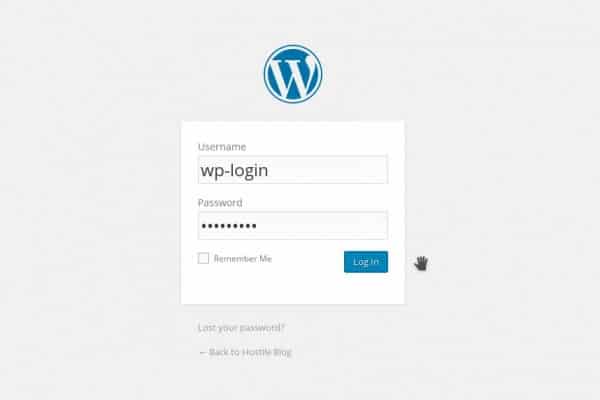 Username
wp-login
Password
•••••••••
Remember Me
Log In
Lost your password?
← Back to Hostile Blog